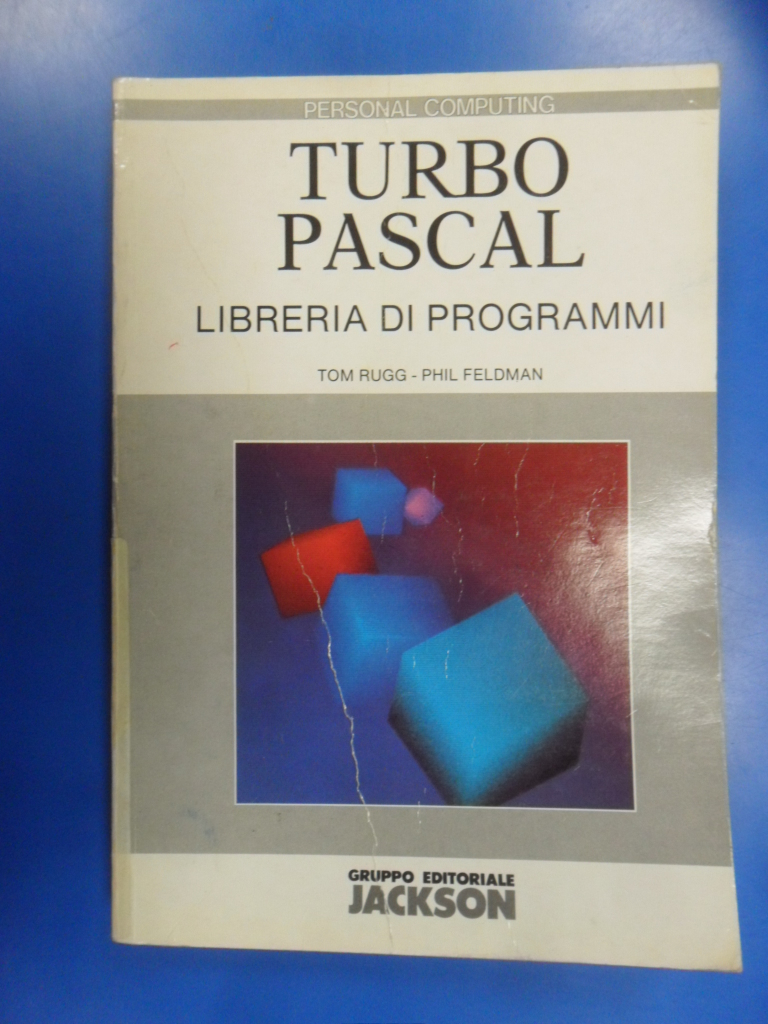 PERSONAL COMPUTING
TURBO
PASCAL
LIBRERIA DI PROGRAMMI
TOM RUGG - PHIL FELDMAN
GRUPPO EDITORIALE
JACKSON